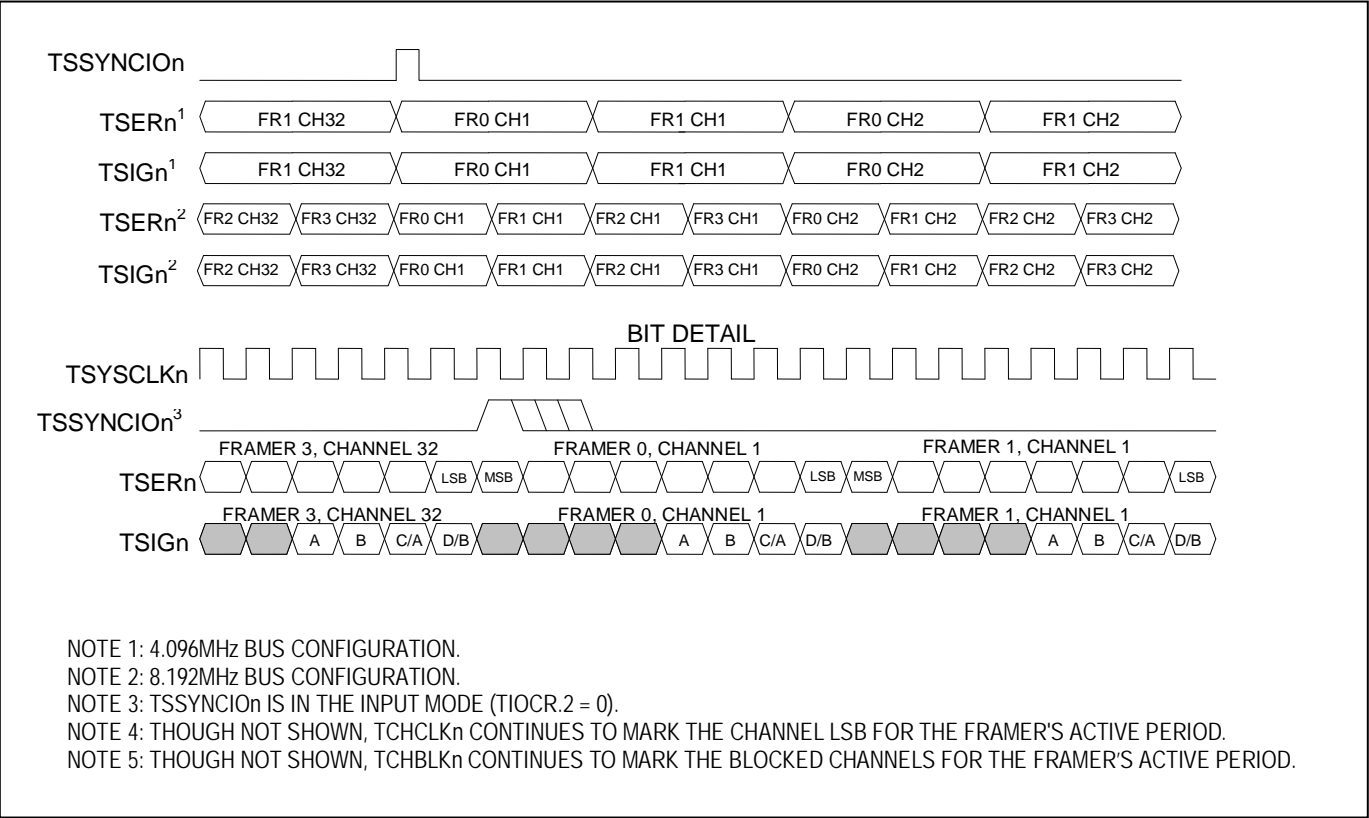 TSSYNCIOn
TSERn¹ FR1 CH32 FR0 CH1 FR1 CH1 FR0 CH2 FR1 CH2
TSIGn¹ FR1 CH32 FR0 CH1 FR1 CH1 FR0 CH2 FR1 CH2
TSERn² FR2 CH32 FR3 CH32 FR0 CH1 FR1 CH1 FR2 CH1 FR3 CH1 FR0 CH2 FR1 CH2 FR2 CH2 FR3 CH2
TSIGn² FR2 CH32 FR3 CH32 FR0 CH1 FR1 CH1 FR2 CH1 FR3 CH1 FR0 CH2 FR1 CH2 FR2 CH2 FR3 CH2
BIT DETAIL
TSYSCLKn
TSSYNCIOn³
FRAMER 3, CHANNEL 32 FRAMER 0, CHANNEL 1 FRAMER 1, CHANNEL 1
TSERn LSB MSB LSB MSB LSB
FRAMER 3, CHANNEL 32 FRAMER 0, CHANNEL 1 FRAMER 1, CHANNEL 1
TSIGn A B C/A D/B A B C/A D/B A B C/A D/B
NOTE 1: 4.096MHz BUS CONFIGURATION.
NOTE 2: 8.192MHz BUS CONFIGURATION.
NOTE 3: TSSYNCIOn IS IN THE INPUT MODE (TIOCR.2 = 0).
NOTE 4: THOUGH NOT SHOWN, TCHCLKn CONTINUES TO MARK THE CHANNEL LSB FOR THE FRAMER'S ACTIVE PERIOD.
NOTE 5: THOUGH NOT SHOWN, TCHBLKn CONTINUES TO MARK THE BLOCKED CHANNELS FOR THE FRAMER’S ACTIVE PERIOD.